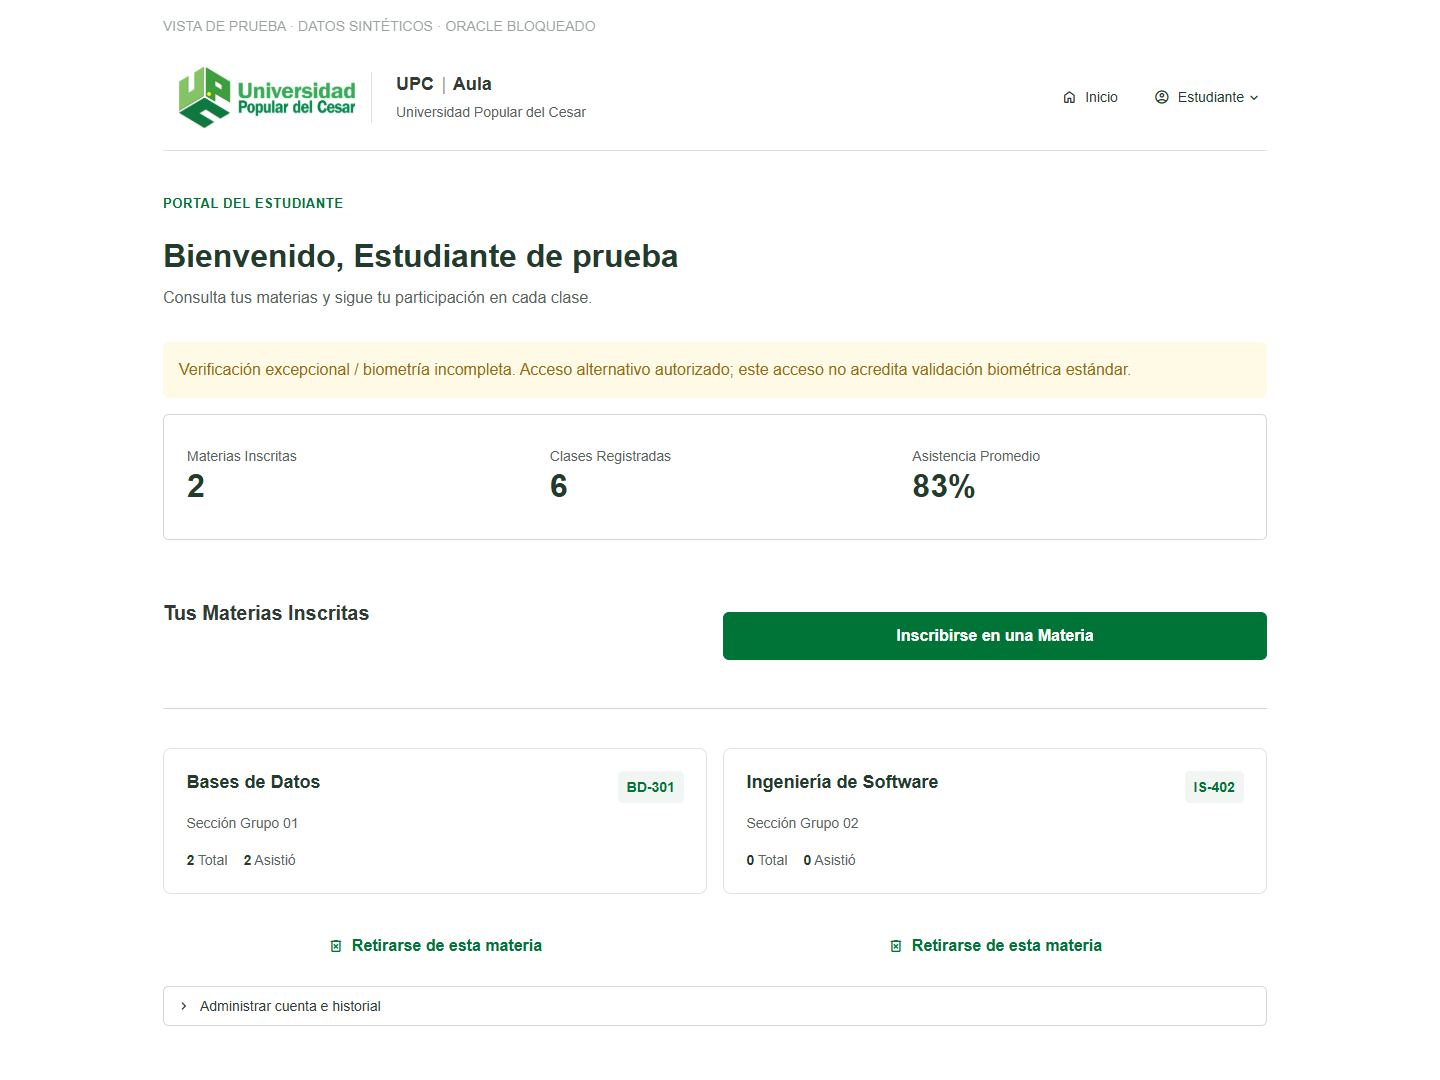 VISTA DE PRUEBA · DATOS SINTÉTICOS · ORACLE BLOQUEADO
Universidad
Popular del Cesar
UPC | Aula
Universidad Popular del Cesar
Inicio
Estudiante
PORTAL DEL ESTUDIANTE
Bienvenido, Estudiante de prueba
Consulta tus materias y sigue tu participación en cada clase.
Verificación excepcional / biometría incompleta. Acceso alternativo autorizado; este acceso no acredita validación biométrica estándar.
Materias Inscritas
2
Clases Registradas
6
Asistencia Promedio
83%
Tus Materias Inscritas
Inscribirse en una Materia
Bases de Datos
BD-301
Sección Grupo 01
2 Total 2 Asistió
Ingeniería de Software
IS-402
Sección Grupo 02
0 Total 0 Asistió
Retirarse de esta materia
Retirarse de esta materia
Administrar cuenta e historial